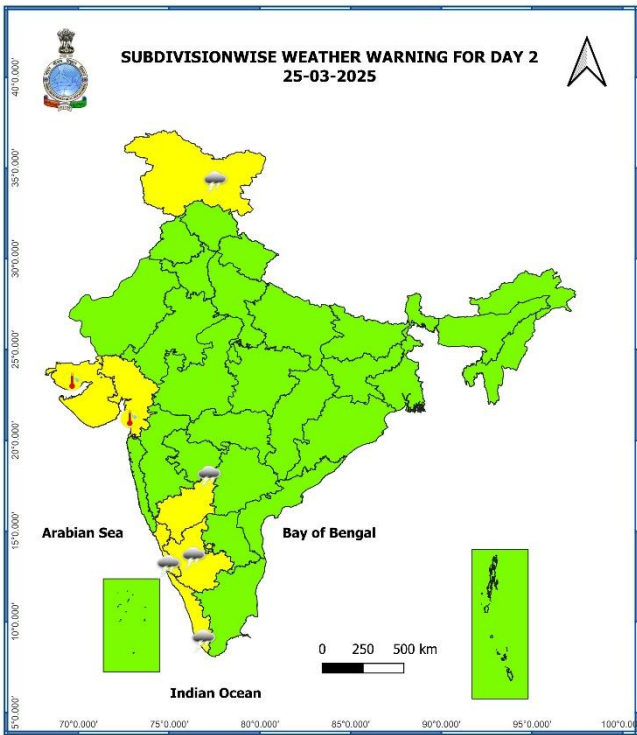 SUBDIVISIONWISE WEATHER WARNING FOR DAY 2
25-03-2025
40°0.000'
35°0.000'
30°0.000'
25°0.000'
20°0.000'
15°0.000'
10°0.000'
5°0.000'
Arabian Sea
Bay of Bengal
0 250 500 km
Indian Ocean
70°0.000' 75°0.000' 80°0.000' 85°0.000' 90°0.000' 95°0.000' 100°0.0